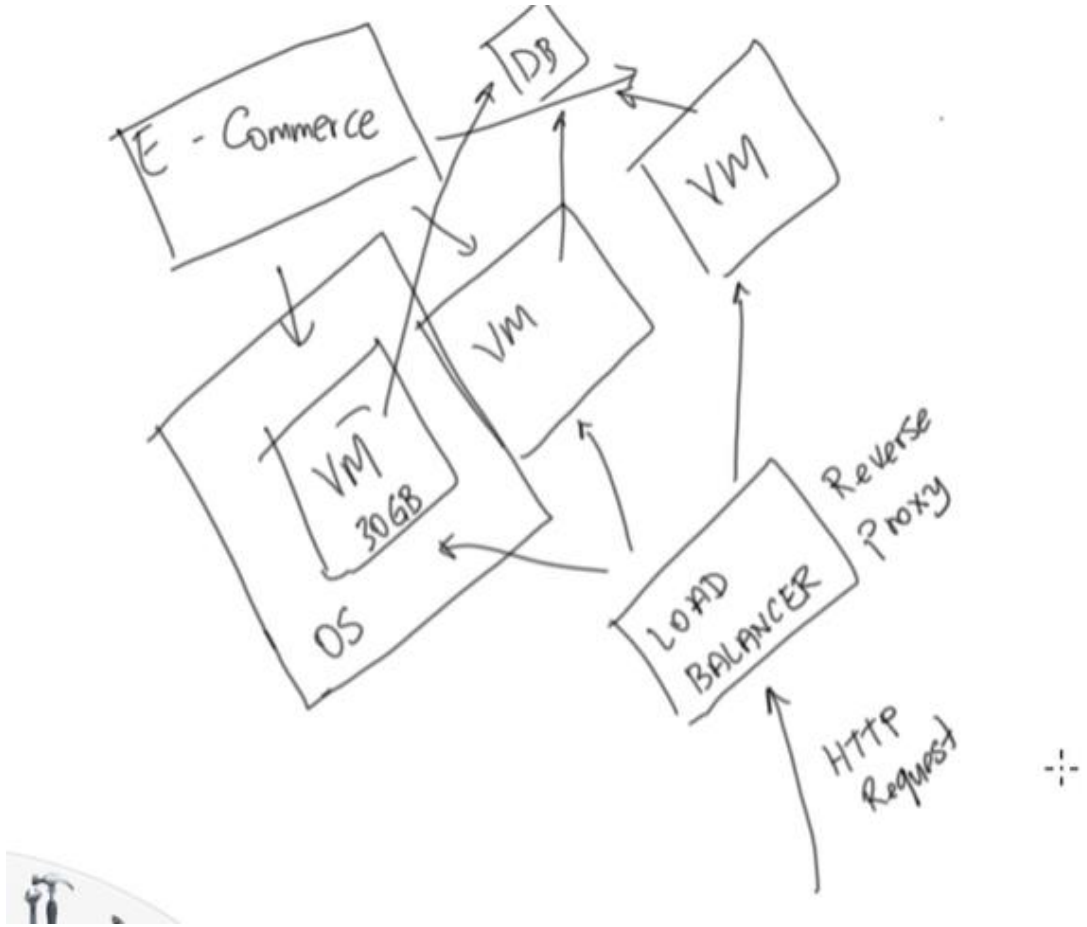 DB
E - Commerce
VM
VM
VM
30GB
OS
Reverse
Proxy
LOAD
BALANCER
HTTP
Request